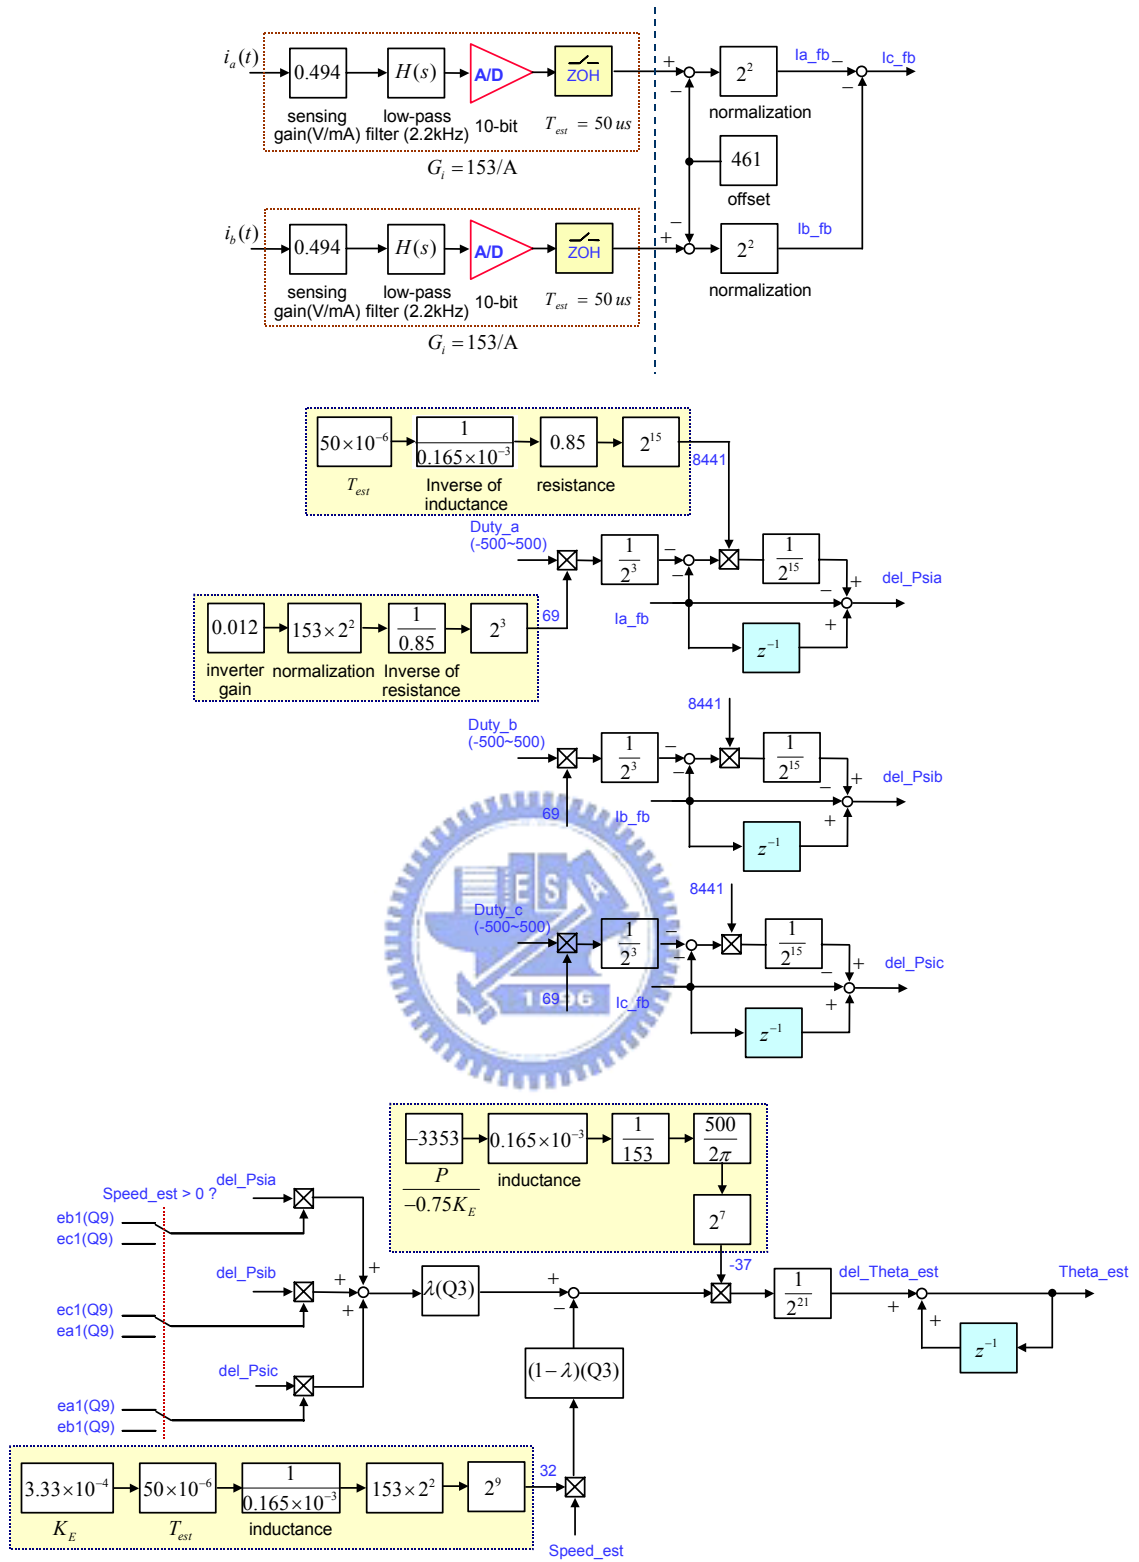 i_a(t)
0.494
H(s)
A/D
ZOH
+
−
2^2
Ia_fb
−
−
Ic_fb
sensing gain(V/mA)
low-pass filter (2.2kHz)
10-bit
T_est = 50 us
normalization
G_i = 153/A
461
offset
i_b(t)
0.494
H(s)
A/D
ZOH
−
+
2^2
Ib_fb
sensing gain(V/mA)
low-pass filter (2.2kHz)
10-bit
T_est = 50 us
normalization
G_i = 153/A
50×10^−6
1/0.165×10^−3
0.85
2^15
8441
T_est
Inverse of inductance
resistance
Duty_a
(-500~500)
1/2^3
−
−
1/2^15
+
−
+
del_Psia
69
Ia_fb
z^−1
0.012
153×2^2
1/0.85
2^3
inverter gain
normalization
Inverse of resistance
8441
Duty_b
(-500~500)
1/2^3
−
−
1/2^15
+
−
+
del_Psib
69
Ib_fb
z^−1
8441
Duty_c
(-500~500)
1/2^3
−
−
1/2^15
+
−
+
del_Psic
69
Ic_fb
z^−1
ESA
1896
−3353
0.165×10^−3
1/153
500/2π
P/−0.75K_E
inductance
2^7
-37
Speed_est > 0 ?
del_Psia
eb1(Q9)
ec1(Q9)
del_Psib
ec1(Q9)
ea1(Q9)
del_Psic
ea1(Q9)
eb1(Q9)
+
+
+
λ(Q3)
+
−
1/2^21
del_Theta_est
+
+
Theta_est
z^−1
(1−λ)(Q3)
3.33×10^−4
50×10^−6
1/0.165×10^−3
153×2^2
2^9
32
K_E
T_est
inductance
Speed_est